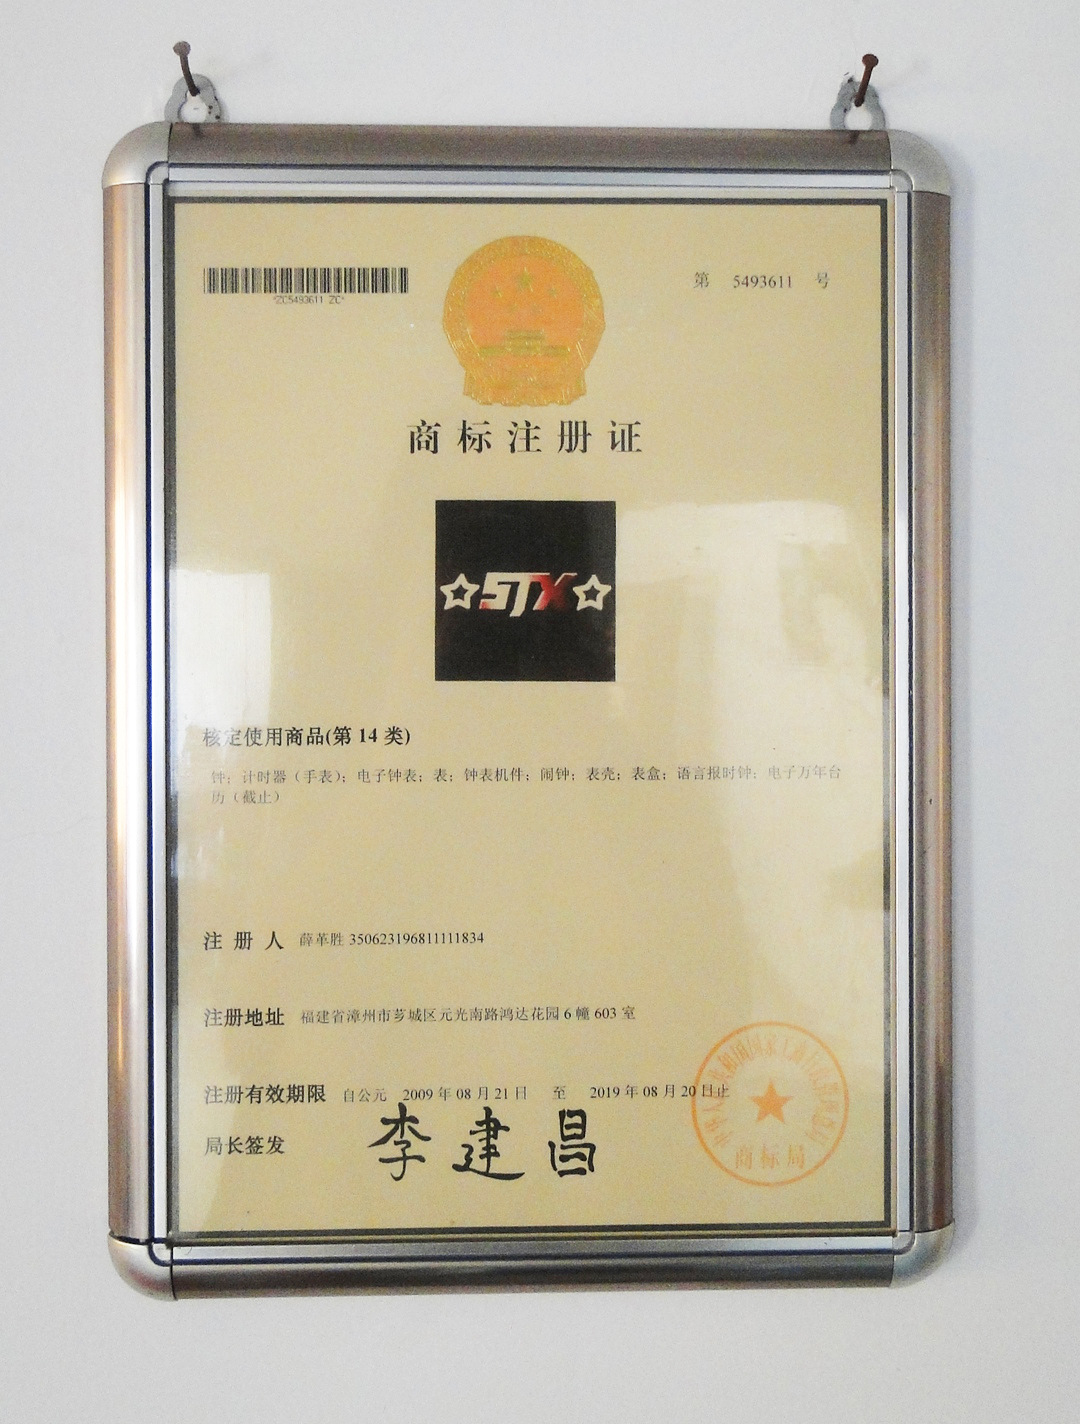 *ZC5493611 ZC*
第 5493611 号
商标注册证
STX
核定使用商品(第 14 类)
钟；计时器（手表）；电子钟表；表；钟表机件；闹钟；表壳；表盒；语言报时钟；电子万年台
历（截止）
注 册 人 薛革胜 350623196811111834
注册地址 福建省漳州市芗城区元光南路鸿达花园 6 幢 603 室
注册有效期限 自公元 2009 年 08 月 21 日 至 2019 年 08 月 20 日止
局长签发 李建昌
商标局